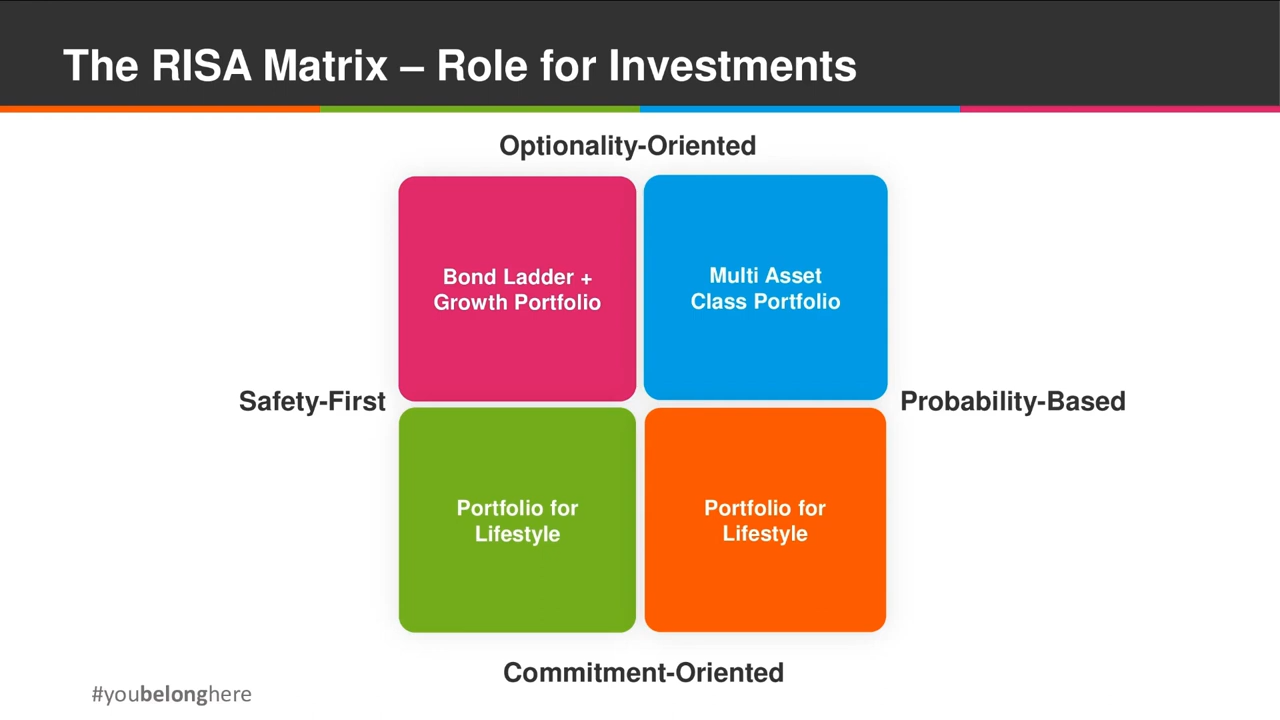 The RISA Matrix – Role for Investments
Optionality-Oriented
Bond Ladder +
Growth Portfolio
Multi Asset
Class Portfolio
Safety-First
Probability-Based
Portfolio for
Lifestyle
Portfolio for
Lifestyle
Commitment-Oriented
#youbelonghere